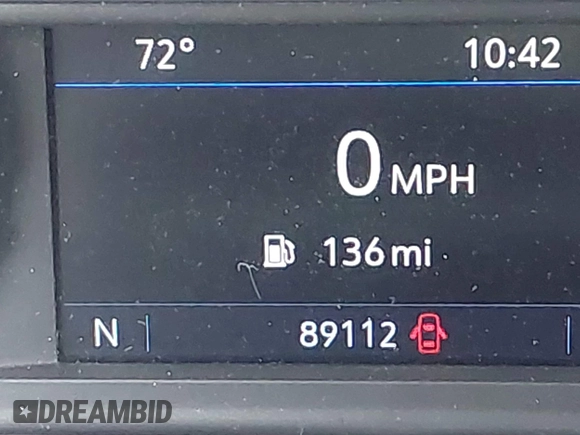 72° 10:42
0 MPH
136 mi
N 89112
DREAMBID